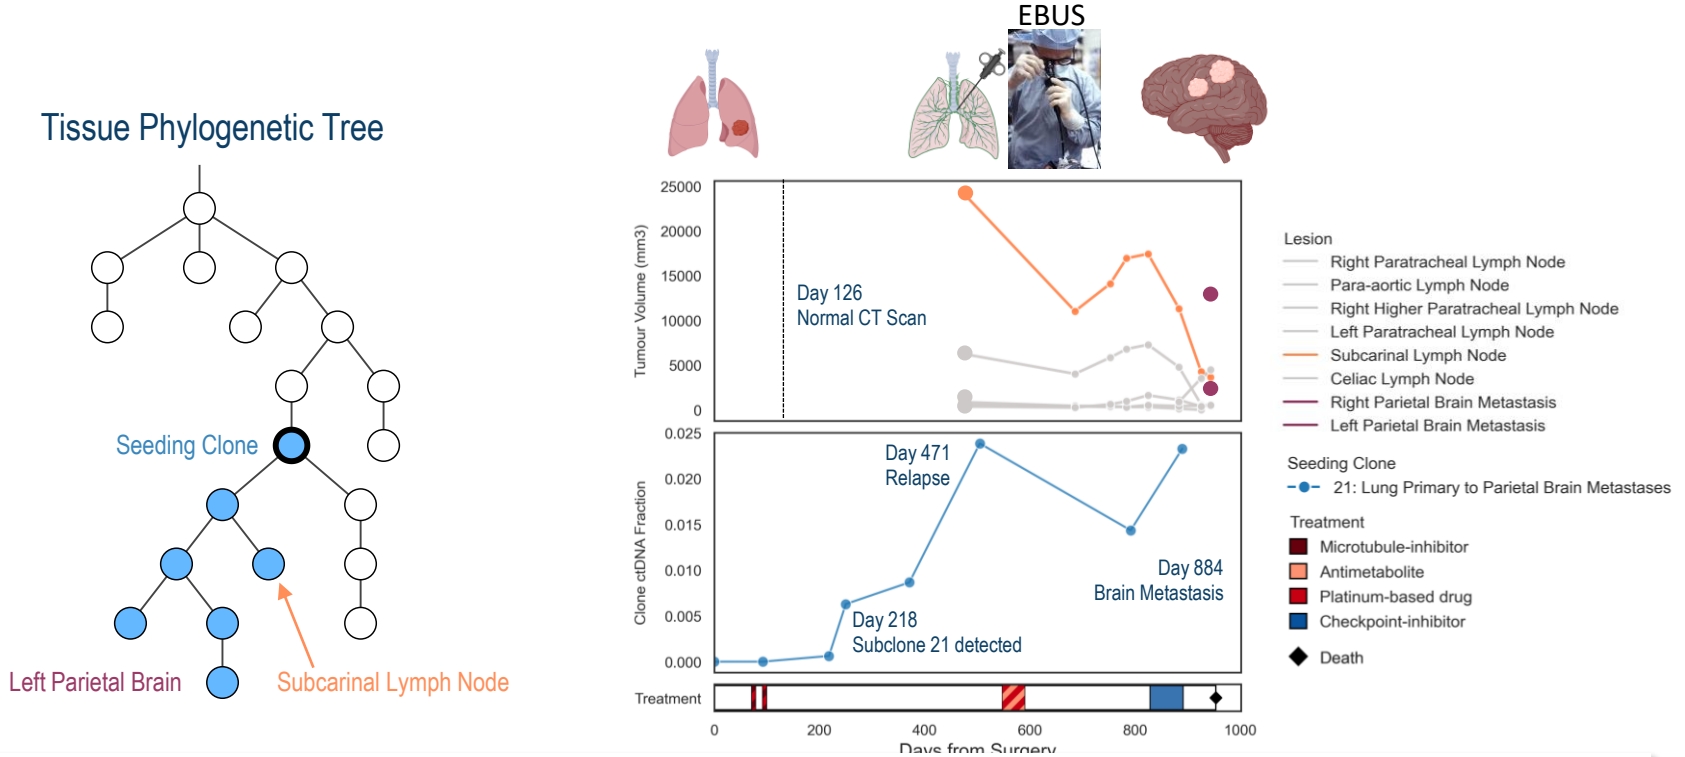 EBUS
Tissue Phylogenetic Tree
Seeding Clone
Left Parietal Brain
Subcarinal Lymph Node
Tumour Volume (mm3)
25000
20000
15000
10000
5000
0
Day 126
Normal CT Scan
Clone ctDNA Fraction
0.025
0.020
0.015
0.010
0.005
0.000
Day 471
Relapse
Day 218
Subclone 21 detected
Day 884
Brain Metastasis
Treatment
0 200 400 600 800 1000
Days from Surgery
Lesion
Right Paratracheal Lymph Node
Para-aortic Lymph Node
Right Higher Paratracheal Lymph Node
Left Paratracheal Lymph Node
Subcarinal Lymph Node
Celiac Lymph Node
Right Parietal Brain Metastasis
Left Parietal Brain Metastasis
Seeding Clone
21: Lung Primary to Parietal Brain Metastases
Treatment
Microtubule-inhibitor
Antimetabolite
Platinum-based drug
Checkpoint-inhibitor
Death